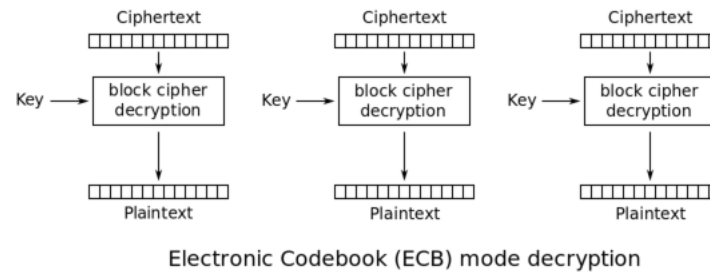 Ciphertext Ciphertext Ciphertext
Key block cipher decryption Key block cipher decryption Key block cipher decryption
Plaintext Plaintext Plaintext
Electronic Codebook (ECB) mode decryption